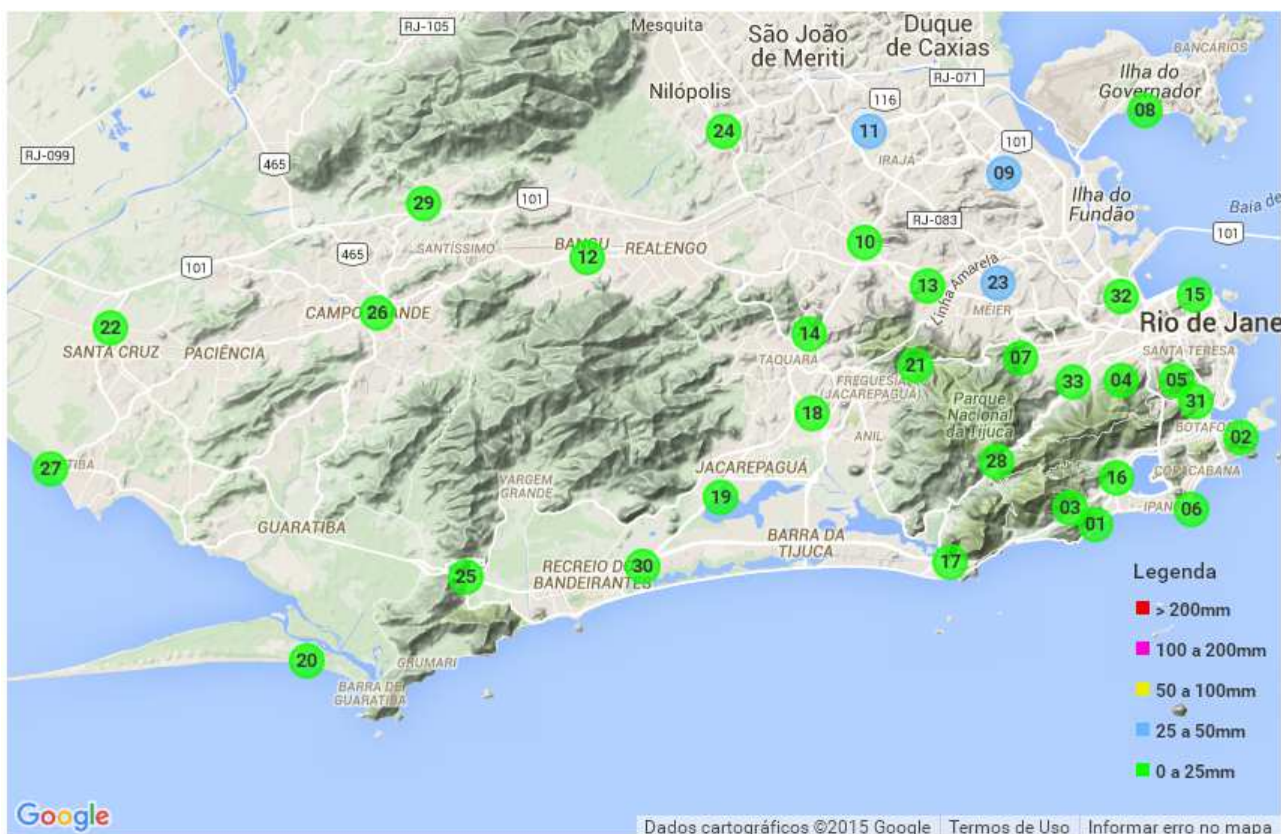 RJ-105
Mesquita
São João
de Meriti
Duque
de Caxias
BANCÁRIOS
RJ-071
Ilha do
Governador
Nilópolis
116
08
24
11
101
RJ-099
465
IRAJÁ
09
Ilha do
Fundão
29
101
RJ-083
Baía de
101
SANTÍSSIMO
10
465
BANGU
REALENGO
12
101
13
Linha Amarela
23
32
15
MEIER
26
CAMPO GRANDE
22
SANTA CRUZ
PACIÊNCIA
14
Rio de Jane
TAQUARA
SANTA TERESA
21
07
FREGUESIA
(JACAREPAGUÁ)
33
04
05
31
Parque
Nacional
da Tijuca
18
ANIL
BOTAFO
02
27
TIBA
28
COPACABANA
JACAREPAGUÁ
16
VARGEM
GRANDE
19
03
IPAN
06
01
GUARATIBA
BARRA DA
TIJUCA
17
25
RECREIO DOS
BANDEIRANTES
30
Legenda
> 200mm
100 a 200mm
20
GRUMARI
50 a 100mm
BARRA DE
GUARATIBA
25 a 50mm
0 a 25mm
Google
Dados cartográficos ©2015 Google
Termos de Uso
Informar erro no mapa